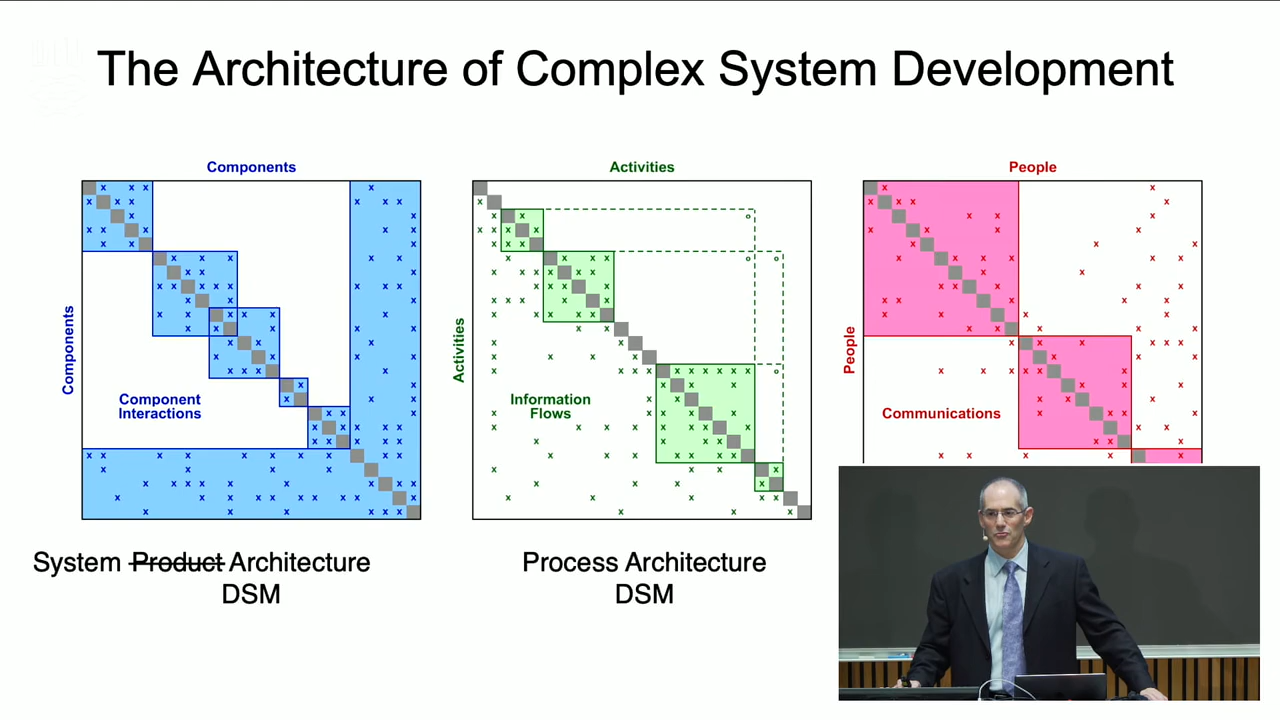 The Architecture of Complex System Development
Components
Activities
People
Components
Component
Interactions
Activities
Information
Flows
People
Communications
System Product Architecture
DSM
Process Architecture
DSM